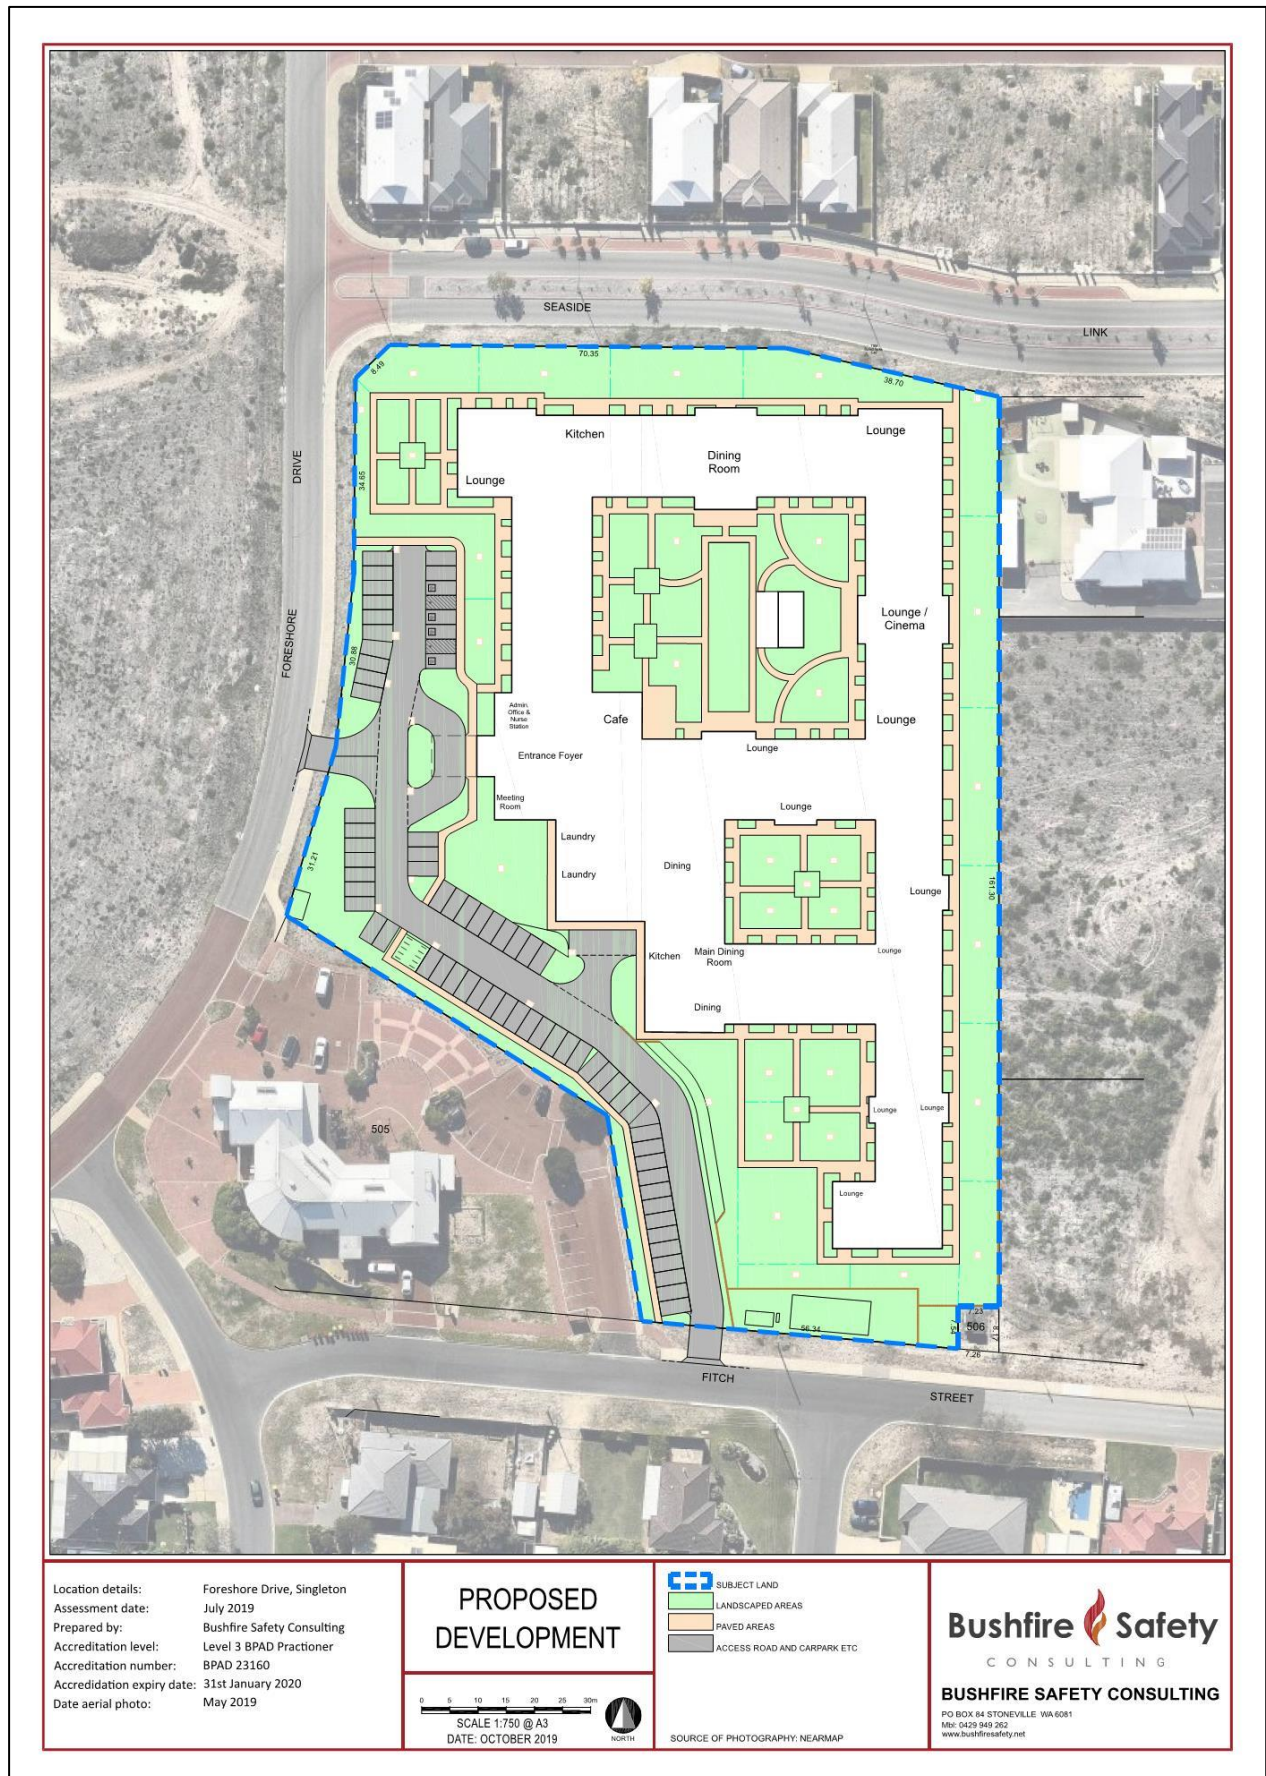 SEASIDE
LINK
8.49
70.35
38.70
Kitchen
Lounge
Dining
Room
DRIVE
34.65
Lounge
FORESHORE
30.88
Lounge /
Cinema
Admin.
Office &
Nurse
Station
Cafe
Lounge
Entrance Foyer
Lounge
Meeting
Room
Lounge
Laundry
31.21
Dining
Laundry
Lounge
161.30
Kitchen
Main Dining
Room
Lounge
Dining
505
Lounge
Lounge
Lounge
7.23
7.54
506
8.17
56.34
7.26
FITCH
STREET
Location details: Foreshore Drive, Singleton
Assessment date: July 2019
Prepared by: Bushfire Safety Consulting
Accreditation level: Level 3 BPAD Practioner
Accreditation number: BPAD 23160
Accredidation expiry date: 31st January 2020
Date aerial photo: May 2019
PROPOSED
DEVELOPMENT
0 5 10 15 20 25 30m
SCALE 1:750 @ A3
DATE: OCTOBER 2019
NORTH
SUBJECT LAND
LANDSCAPED AREAS
PAVED AREAS
ACCESS ROAD AND CARPARK ETC
SOURCE OF PHOTOGRAPHY: NEARMAP
Bushfire Safety
CONSULTING
BUSHFIRE SAFETY CONSULTING
PO BOX 84 STONEVILLE WA 6081
Mbl: 0429 949 262
www.bushfiresafety.net